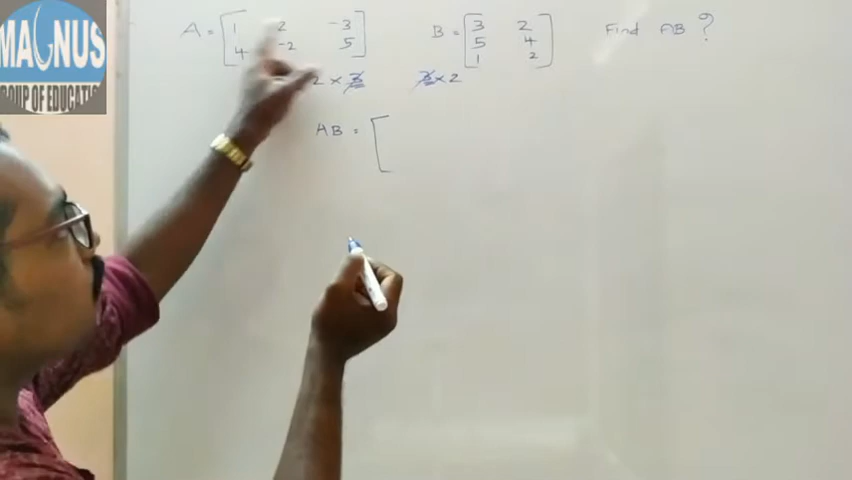 MAGNUS
GROUP OF EDUCATION
A = [ 1 2 -3 B = [ 3 2 Find AB ?
4 -2 5 ] 5 4
1 2 ]
2 × 3 3 × 2
AB = [